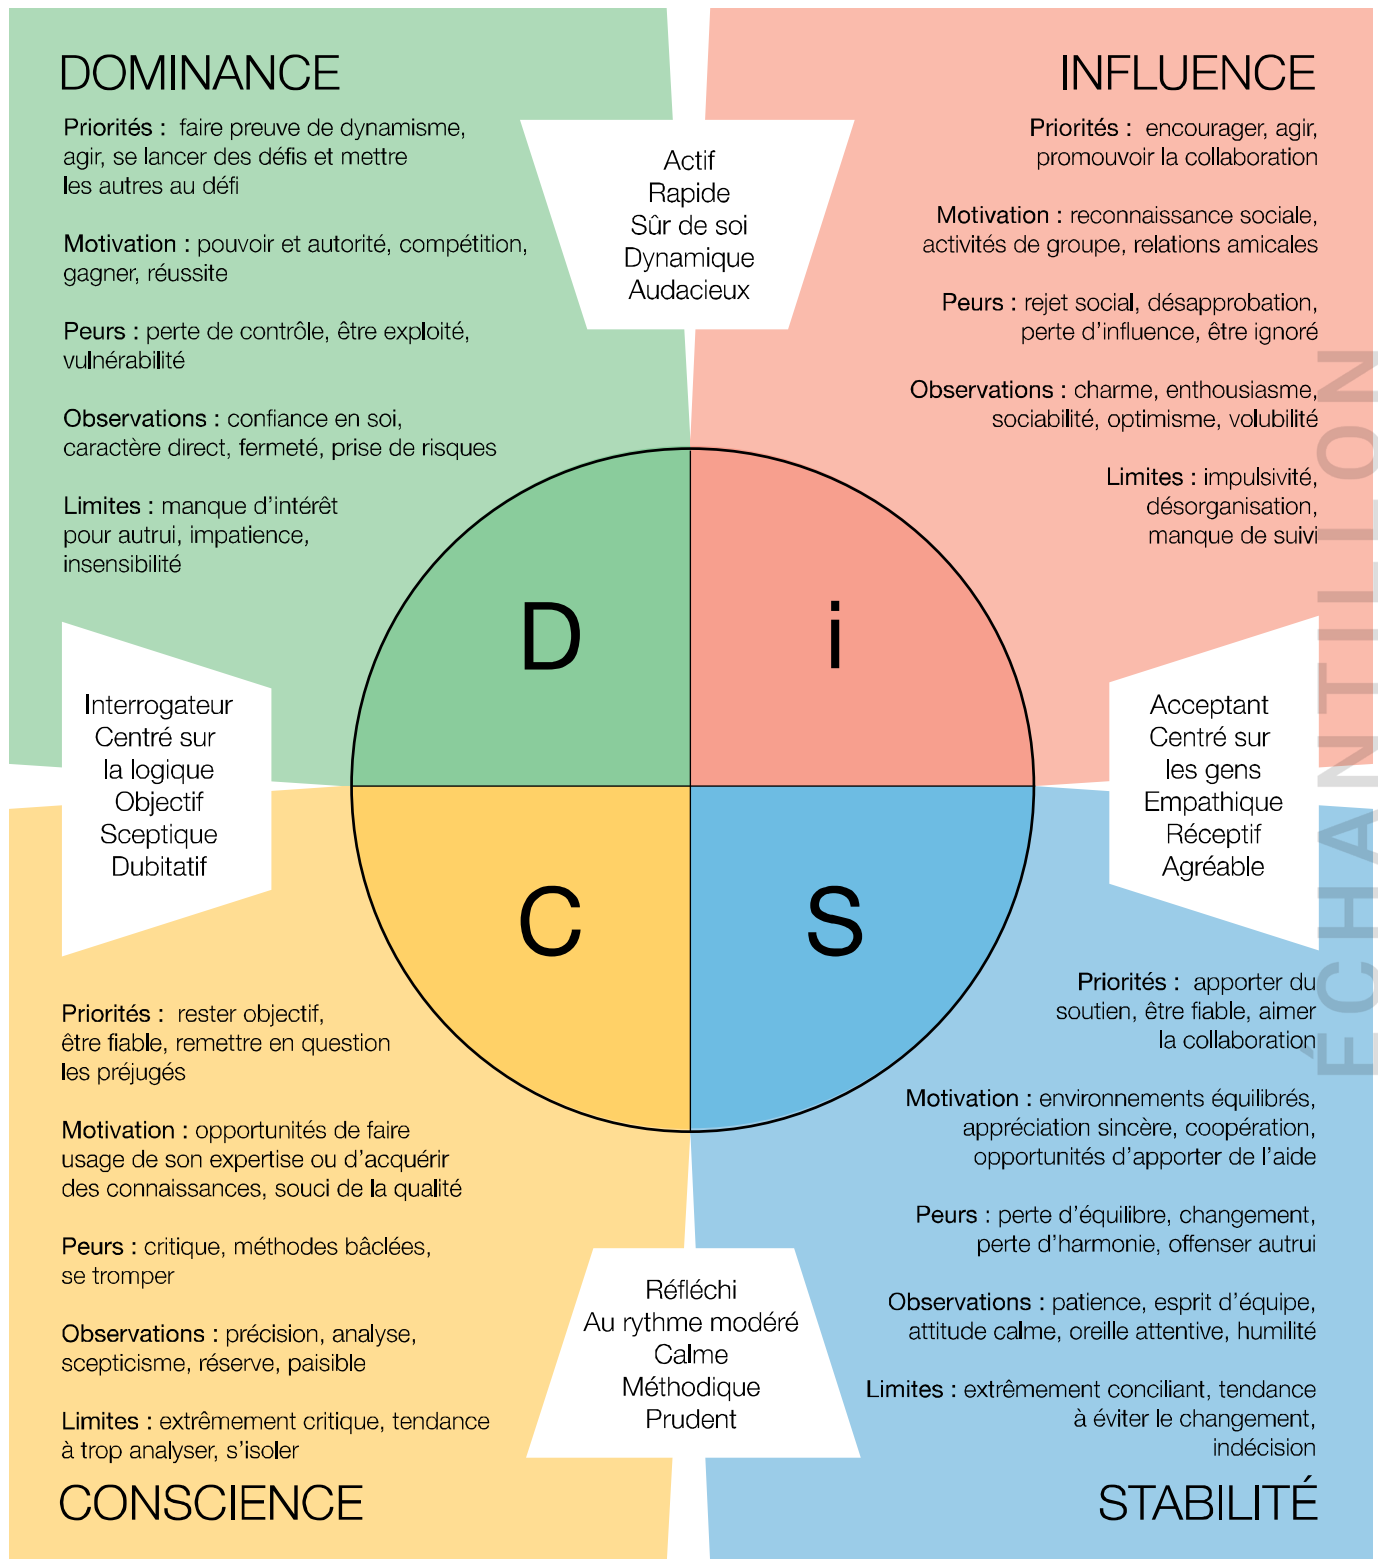 DOMINANCE
Priorités : faire preuve de dynamisme,
agir, se lancer des défis et mettre
les autres au défi
Motivation : pouvoir et autorité, compétition,
gagner, réussite
Peurs : perte de contrôle, être exploité,
vulnérabilité
Observations : confiance en soi,
caractère direct, fermeté, prise de risques
Limites : manque d'intérêt
pour autrui, impatience,
insensibilité
Actif
Rapide
Sûr de soi
Dynamique
Audacieux
INFLUENCE
Priorités : encourager, agir,
promouvoir la collaboration
Motivation : reconnaissance sociale,
activités de groupe, relations amicales
Peurs : rejet social, désapprobation,
perte d'influence, être ignoré
Observations : charme, enthousiasme,
sociabilité, optimisme, volubilité
Limites : impulsivité,
désorganisation,
manque de suivi
D
i
Interrogateur
Centré sur
la logique
Objectif
Sceptique
Dubitatif
Acceptant
Centré sur
les gens
Empathique
Réceptif
Agréable
C
S
Priorités : rester objectif,
être fiable, remettre en question
les préjugés
Motivation : opportunités de faire
usage de son expertise ou d'acquérir
des connaissances, souci de la qualité
Peurs : critique, méthodes bâclées,
se tromper
Observations : précision, analyse,
scepticisme, réserve, paisible
Limites : extrêmement critique, tendance
à trop analyser, s'isoler
CONSCIENCE
Réfléchi
Au rythme modéré
Calme
Méthodique
Prudent
Priorités : apporter du
soutien, être fiable, aimer
la collaboration
Motivation : environnements équilibrés,
appréciation sincère, coopération,
opportunités d'apporter de l'aide
Peurs : perte d'équilibre, changement,
perte d'harmonie, offenser autrui
Observations : patience, esprit d'équipe,
attitude calme, oreille attentive, humilité
Limites : extrêmement conciliant, tendance
à éviter le changement,
indécision
STABILITÉ
ÉCHANTILLON